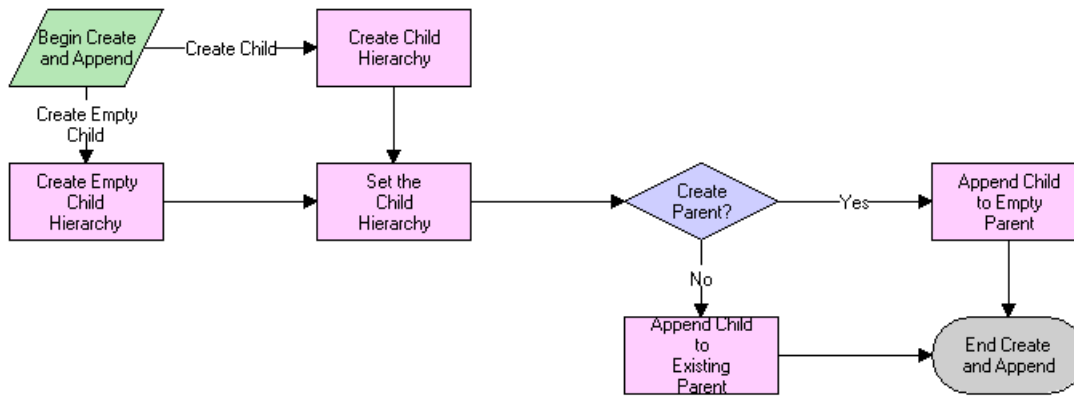 Begin Create
and Append
Create Child
Create Child
Hierarchy
Create Empty
Child
Create Empty
Child
Hierarchy
Set the
Child
Hierarchy
Create
Parent?
Yes
Append Child
to Empty
Parent
No
Append Child
to
Existing
Parent
End Create
and Append